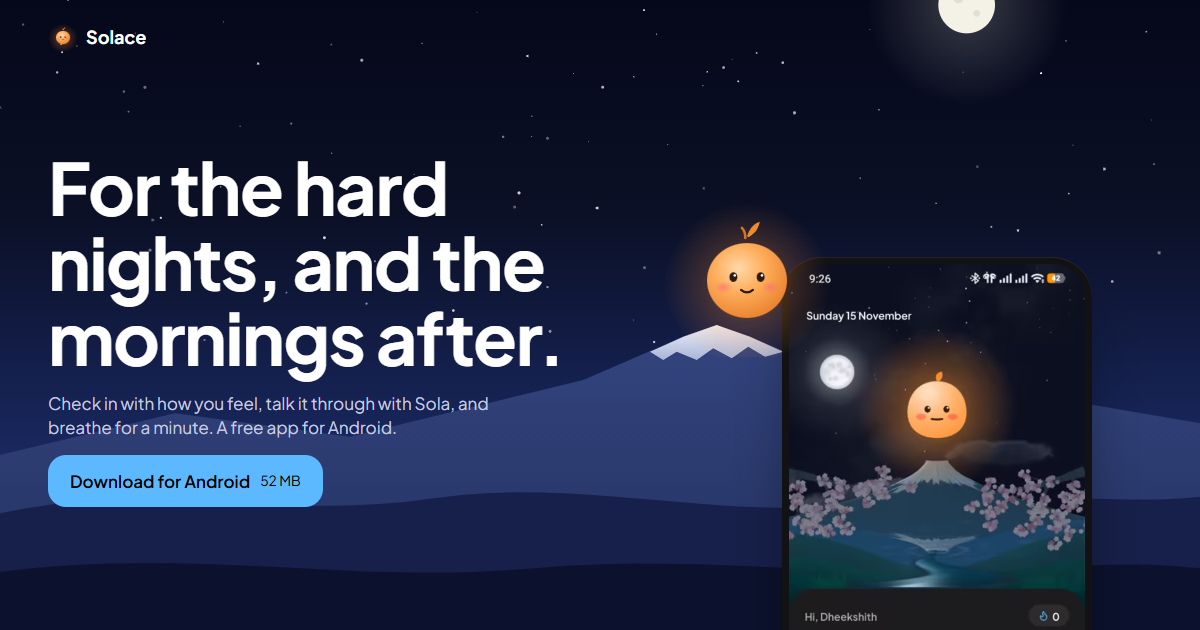 Solace
For the hard
nights, and the
mornings after.
Check in with how you feel, talk it through with Sola, and
breathe for a minute. A free app for Android.
Download for Android 52 MB
9:26
42
Sunday 15 November
Hi, Dheekshith
0